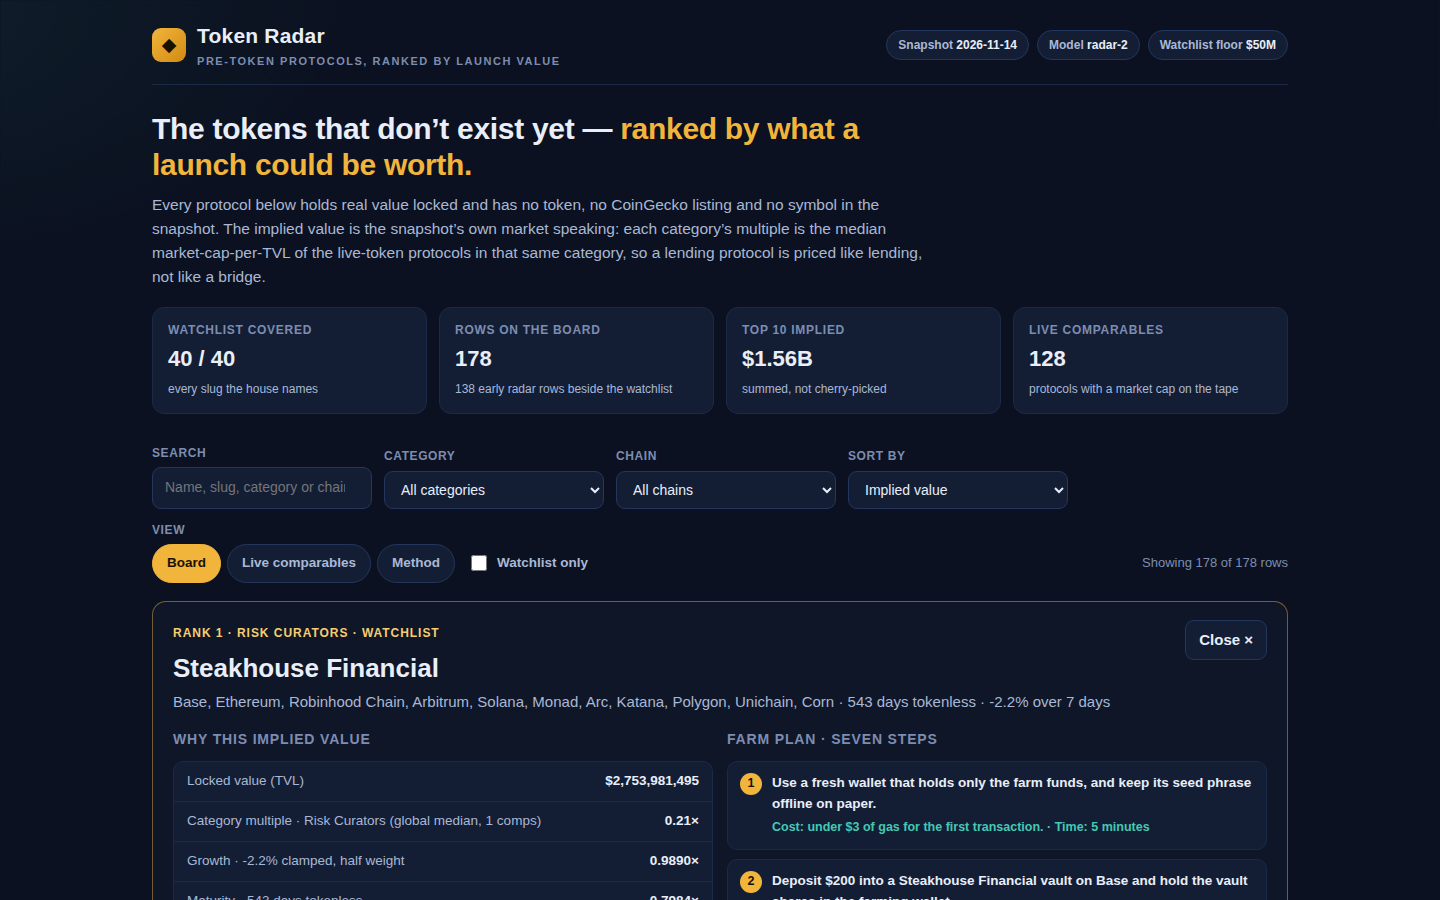 Token Radar
PRE-TOKEN PROTOCOLS, RANKED BY LAUNCH VALUE
Snapshot 2026-11-14
Model radar-2
Watchlist floor $50M
The tokens that don’t exist yet — ranked by what a
launch could be worth.
Every protocol below holds real value locked and has no token, no CoinGecko listing and no symbol in the
snapshot. The implied value is the snapshot’s own market speaking: each category’s multiple is the median
market-cap-per-TVL of the live-token protocols in that same category, so a lending protocol is priced like lending,
not like a bridge.
WATCHLIST COVERED
40 / 40
every slug the house names
ROWS ON THE BOARD
178
138 early radar rows beside the watchlist
TOP 10 IMPLIED
$1.56B
summed, not cherry-picked
LIVE COMPARABLES
128
protocols with a market cap on the tape
SEARCH
Name, slug, category or chai
CATEGORY
All categories
CHAIN
All chains
SORT BY
Implied value
VIEW
Board
Live comparables
Method
Watchlist only
Showing 178 of 178 rows
RANK 1 · RISK CURATORS · WATCHLIST
Close ×
Steakhouse Financial
Base, Ethereum, Robinhood Chain, Arbitrum, Solana, Monad, Arc, Katana, Polygon, Unichain, Corn · 543 days tokenless · -2.2% over 7 days
WHY THIS IMPLIED VALUE
Locked value (TVL) $2,753,981,495
Category multiple · Risk Curators (global median, 1 comps) 0.21×
Growth · -2.2% clamped, half weight 0.9890×
Maturity · 543 days tokenless 0.7984×
FARM PLAN · SEVEN STEPS
1
Use a fresh wallet that holds only the farm funds, and keep its seed phrase
offline on paper.
Cost: under $3 of gas for the first transaction. · Time: 5 minutes
2
Deposit $200 into a Steakhouse Financial vault on Base and hold the vault
shares in the farming wallet.